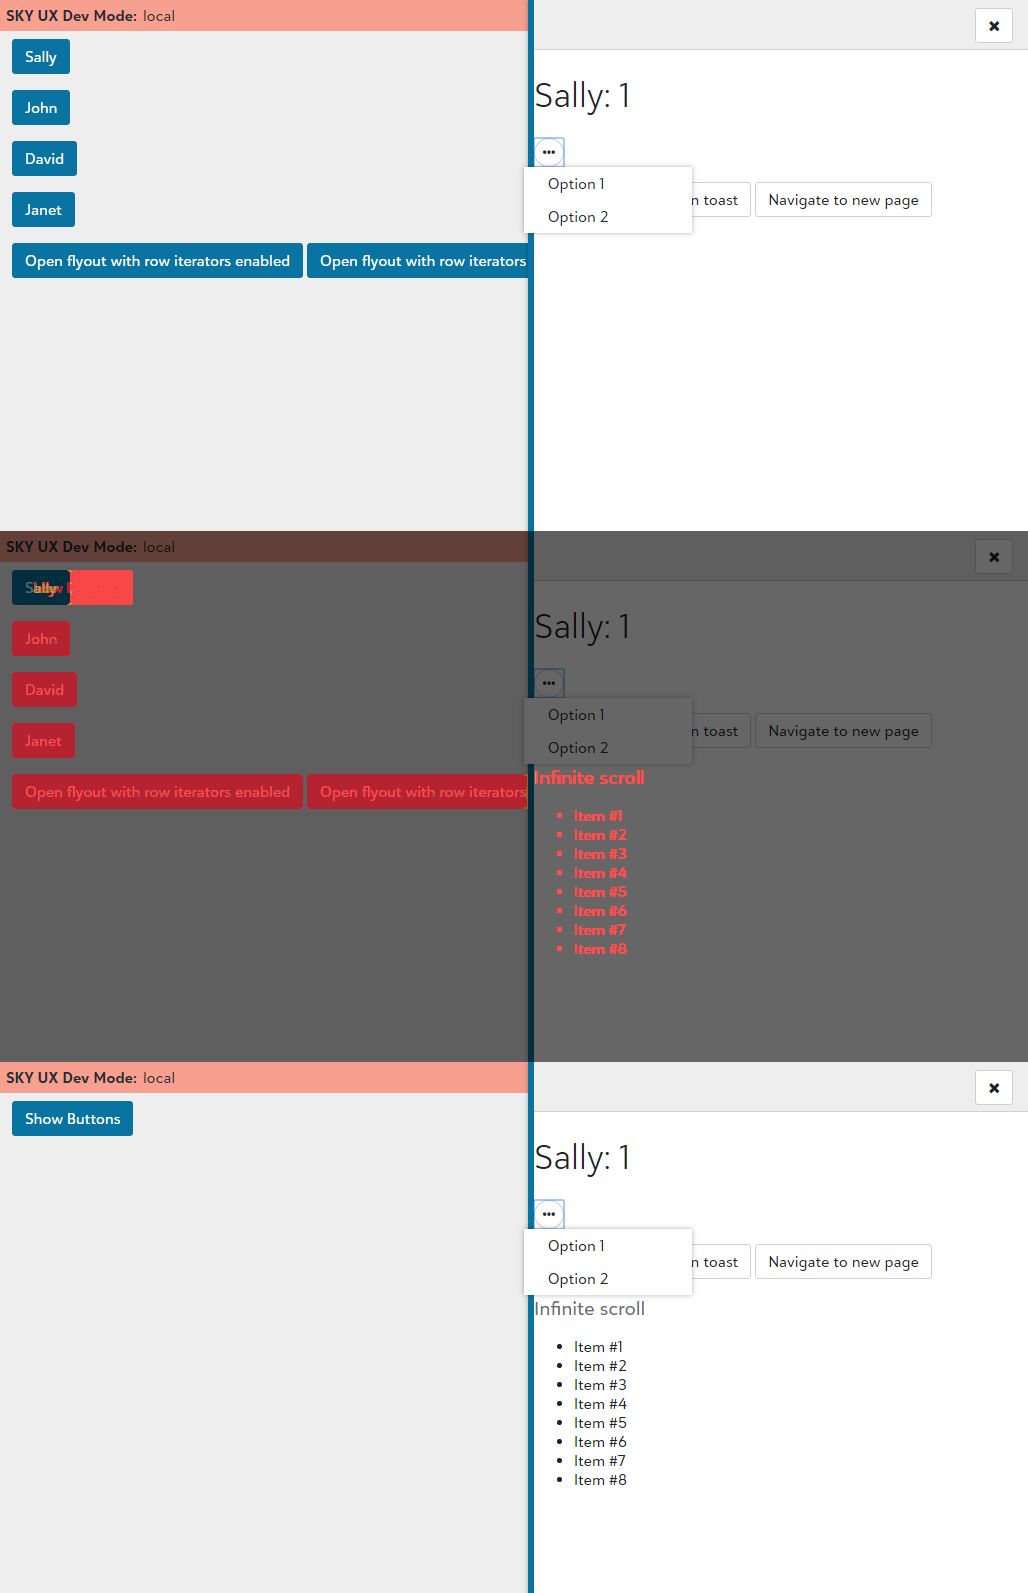 SKY UX Dev Mode: local
Sally
John
David
Janet
Open flyout with row iterators enabled
Open flyout with row iterators
Sally: 1
Option 1
Option 2
n toast
Navigate to new page
SKY UX Dev Mode: local
John
David
Janet
Open flyout with row iterators enabled
Open flyout with row iterators
Sally: 1
Option 1
Option 2
n toast
Navigate to new page
Infinite scroll
Item #1
Item #2
Item #3
Item #4
Item #5
Item #6
Item #7
Item #8
SKY UX Dev Mode: local
Show Buttons
Sally: 1
Option 1
Option 2
n toast
Navigate to new page
Infinite scroll
Item #1
Item #2
Item #3
Item #4
Item #5
Item #6
Item #7
Item #8